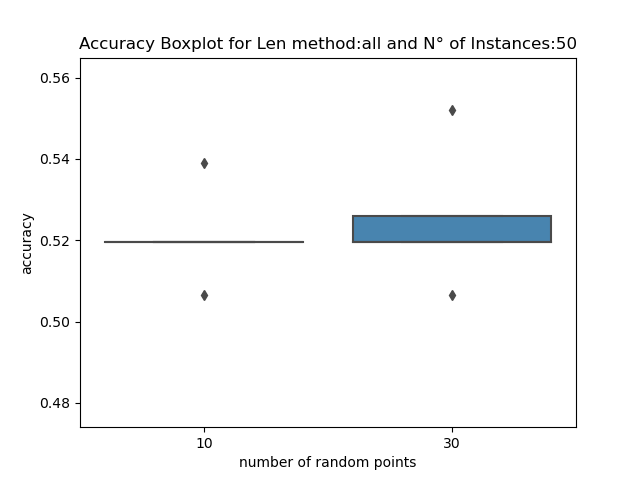 Accuracy Boxplot for Len method:all and N° of Instances:50
0.56
0.54
0.52
0.50
0.48
accuracy
10
30
number of random points